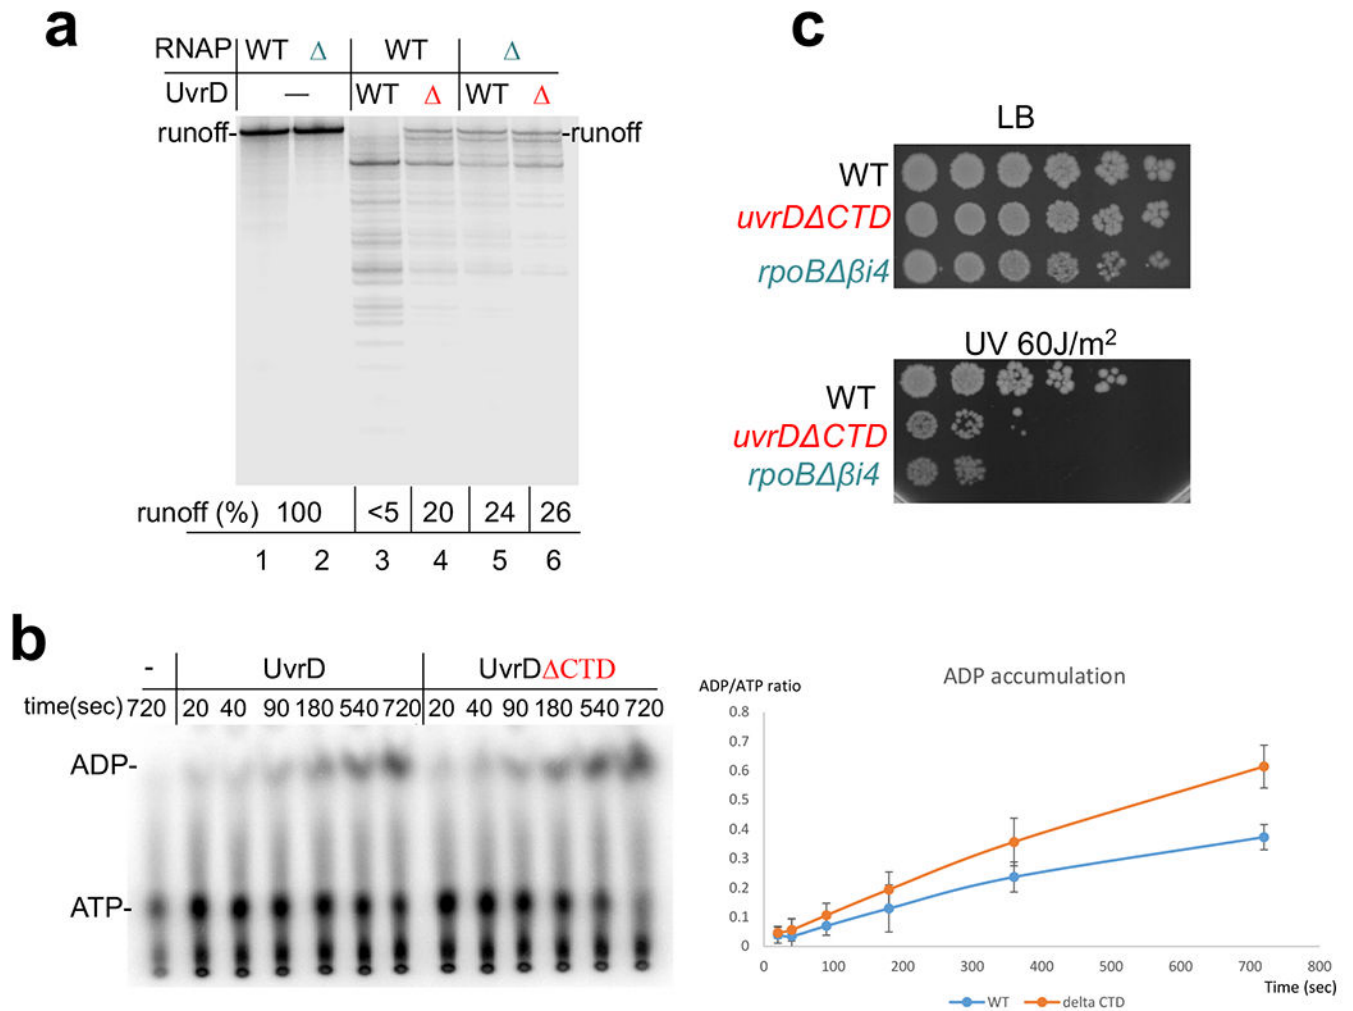 a
RNAP WT Δ WT Δ
UvrD — WT Δ WT Δ
runoff- -runoff
runoff (%) 100 <5 20 24 26
1 2 3 4 5 6
c
LB
WT
uvrDΔCTD
rpoBΔβi4
UV 60J/m²
WT
uvrDΔCTD
rpoBΔβi4
b
- UvrD UvrDΔCTD
time(sec) 720 20 40 90 180 540 720 20 40 90 180 540 720
ADP-
ATP-
ADP accumulation
ADP/ATP ratio
0.8
0.7
0.6
0.5
0.4
0.3
0.2
0.1
0
0 100 200 300 400 500 600 700 800
Time (sec)
WT delta CTD